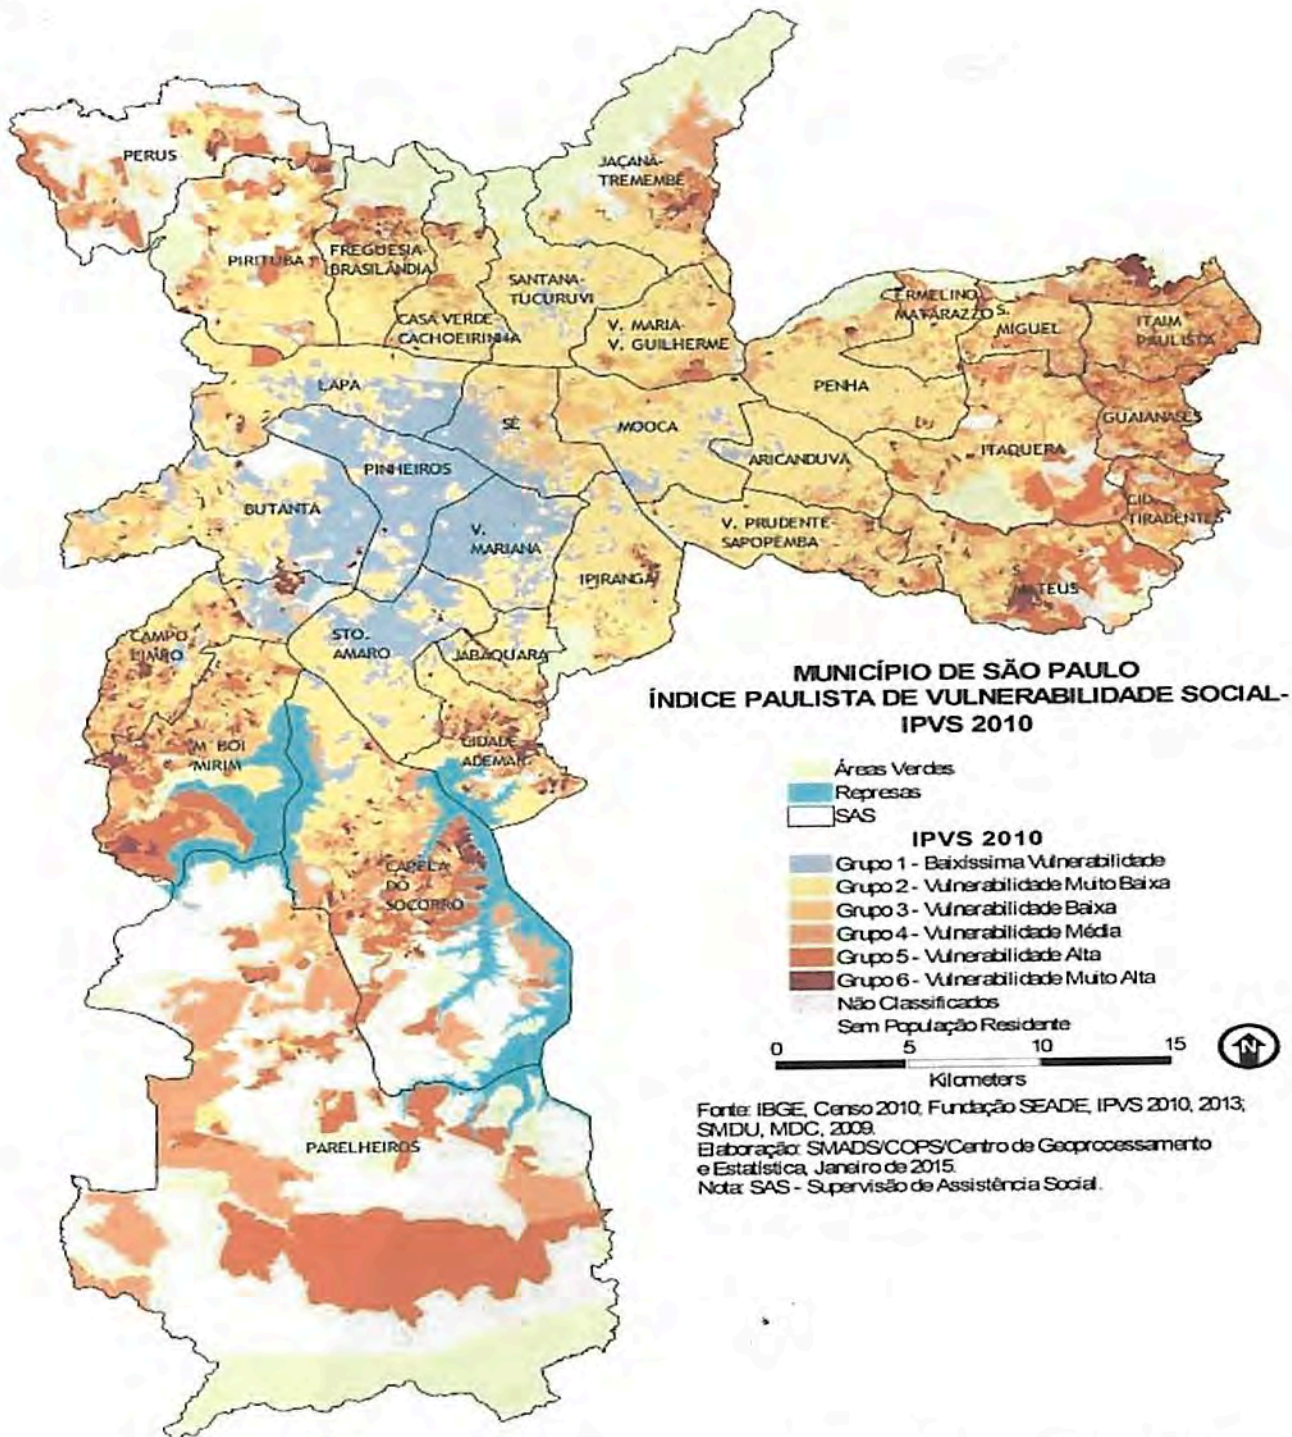 PERUS
JAÇANÃ-
TREMEMBÉ
PIRITUBA
FREGUESIA-
BRASILÂNDIA
SANTANA-
TUCURUVI
CASA VERDE-
CACHOEIRINHA
V. MARIA-
V. GUILHERME
ERMELINO
MATARAZZO
S.
MIGUEL
ITAIM
PAULISTA
LAPA
PENHA
SÉ
MOOCA
GUAIANASES
ARICANDUVA
ITAQUERA
PINHEIROS
BUTANTÃ
CID.
TIRADENTES
V.
MARIANA
V. PRUDENTE-
SAPOPEMBA
IPIRANGA
S.
TEUS
CAMPO
LIMPO
STO.
AMARO
JABAQUARA
M BOI
MIRIM
CIDADE
ADEMAR
CAPELA
DO
SOCORRO
PARELHEIROS
MUNICÍPIO DE SÃO PAULO
ÍNDICE PAULISTA DE VULNERABILIDADE SOCIAL-
IPVS 2010
Áreas Verdes
Represas
SAS
IPVS 2010
Grupo 1 - Baixíssima Vulnerabilidade
Grupo 2 - Vulnerabilidade Muito Baixa
Grupo 3 - Vulnerabilidade Baixa
Grupo 4 - Vulnerabilidade Média
Grupo 5 - Vulnerabilidade Alta
Grupo 6 - Vulnerabilidade Muito Alta
Não Classificados
Sem População Residente
0 5 10 15
Kilometers
N
Fonte: IBGE, Censo 2010; Fundação SEADE, IPVS 2010, 2013;
SMDU, MDC, 2009.
Elaboração: SMADS/COPS/Centro de Geoprocessamento
e Estatística, Janeiro de 2015.
Nota: SAS - Supervisão de Assistência Social.